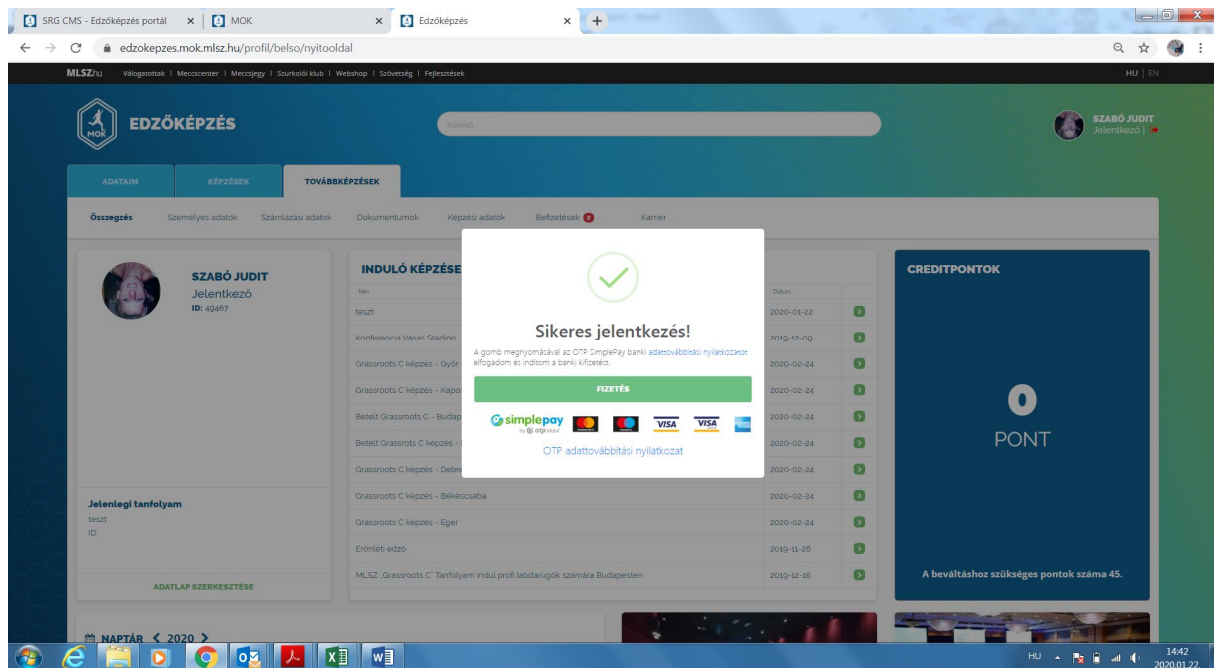 SRG CMS - Edzőképzés portál
MOK
Edzőképzés
edzokepzes.mok.mlsz.hu/profil/belso/nyitooldal
MLSZhu Válogatottak | Meccscenter | Meccsjegy | Szurkolói klub | Webshop | Szövetség | Fejlesztések
HU | EN
MOK
EDZŐKÉPZÉS
Kereső
SZABÓ JUDIT
Jelentkező |
ADATAIM KÉPZÉSEK TOVÁBBKÉPZÉSEK
Összegzés Személyes adatok Számlázási adatok Dokumentumok Képzési adatok Befizetések 2 Karrier
SZABÓ JUDIT
Jelentkező
ID: 49467
Jelenlegi tanfolyam
teszt
ID:
ADATLAP SZERKESZTÉSE
INDULÓ KÉPZÉSE
Név Dátum
teszt 2020-01-22
Konferencia Vasas Stadion 2019-12-09
Grassroots C képzés - Győr 2020-02-24
Grassroots C képzés - Kapo 2020-02-24
Betelt Grassroots C - Budap 2020-02-24
Betelt Grassrots C képzés - 2020-02-24
Grassroots C képzés - Debre 2020-02-24
Grassroots C képzés - Békéscsaba 2020-02-24
Grassroots C képzés - Eger 2020-02-24
Erőnléti edző 2019-11-28
MLSZ „Grassroots C" Tanfolyam indul profi labdarúgók számára Budapesten 2019-12-16
Sikeres jelentkezés!
A gomb megnyomásával az OTP SimplePay banki adattovábbítási nyilatkozatot
elfogadom és indítom a banki kifizetést.
FIZETÉS
simplepay
by otp mobil
VISA VISA
OTP adattovábbítási nyilatkozat
CREDITPONTOK
0
PONT
A beváltáshoz szükséges pontok száma 45.
NAPTÁR 2020
HU
14:42
2020.01.22.